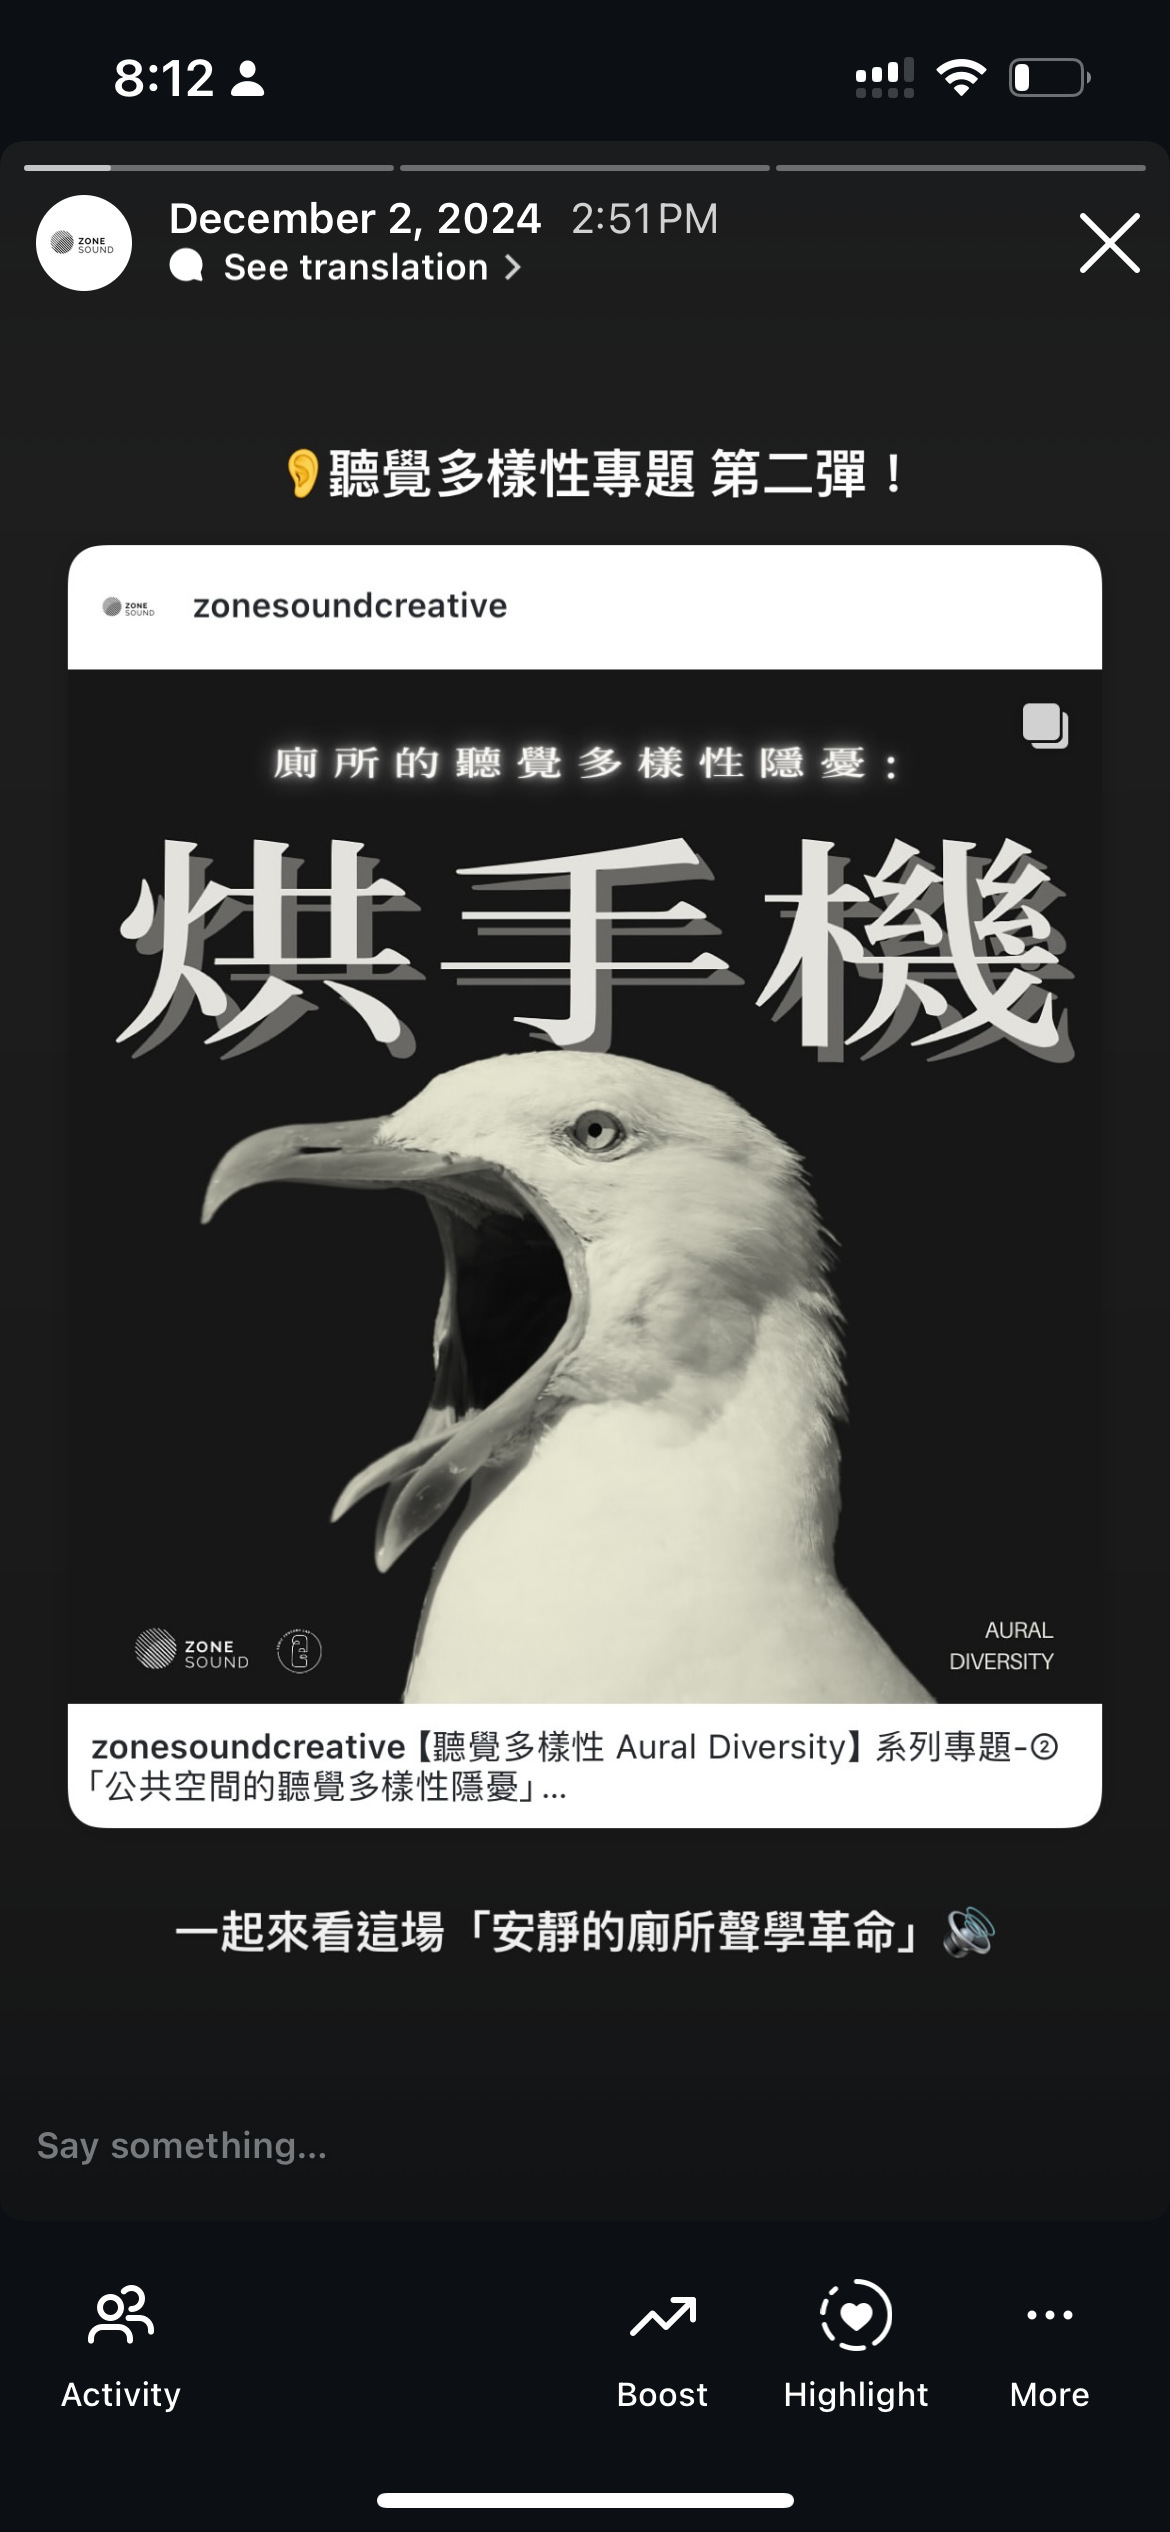 8:12
ZONE
SOUND
December 2, 2024 2:51 PM
See translation
👂聽覺多樣性專題 第二彈！
ZONE
SOUND
zonesoundcreative
廁所的聽覺多樣性隱憂：
烘手機
ZONE
SOUND
AURAL
DIVERSITY
zonesoundcreative【聽覺多樣性 Aural Diversity】系列專題-②
「公共空間的聽覺多樣性隱憂」...
一起來看這場「安靜的廁所聲學革命」🔊
Say something...
Activity
Boost
Highlight
More